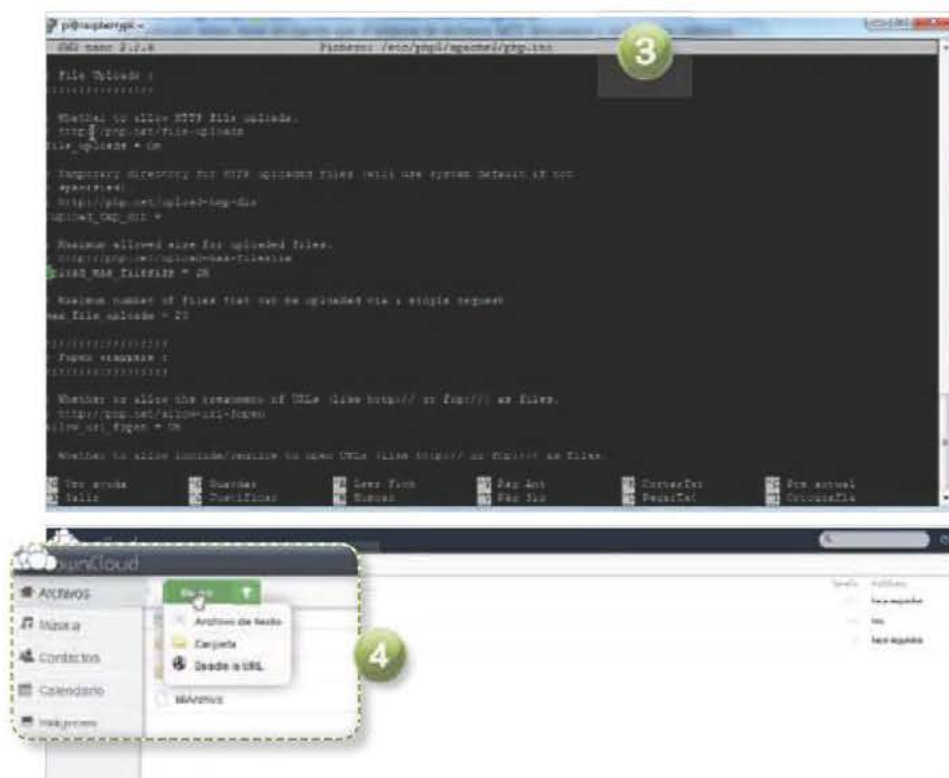 pi@raspberrypi: ~
GNU nano 2.2.6 Fichero: /etc/php5/apache2/php.ini
3
; File Uploads ;
;;;;;;;;;;;;;;;;
; Whether to allow HTTP file uploads.
; http://php.net/file-uploads
file_uploads = On
; Temporary directory for HTTP uploaded files (will use system default if not
; specified).
; http://php.net/upload-tmp-dir
;upload_tmp_dir =
; Maximum allowed size for uploaded files.
; http://php.net/upload-max-filesize
upload_max_filesize = 2M
; Maximum number of files that can be uploaded via a single request
max_file_uploads = 20
;;;;;;;;;;;;;;;;;;
; Fopen wrappers ;
;;;;;;;;;;;;;;;;;;
; Whether to allow the treatment of URLs (like http:// or ftp://) as files.
; http://php.net/allow-url-fopen
allow_url_fopen = On
; Whether to allow include/require to open URLs (like http:// or ftp://) as files.
^G Ver ayuda ^O Guardar ^R Leer Fich ^Y Pág Ant ^K CortarTxt ^C Pos actual
^X Salir ^J Justificar ^W Buscar ^V Pág Sig ^U PegarTxt ^T Ortografía
ownCloud
Archivos
Nuevo
Música
Archivo de texto
Contactos
Carpeta
Desde la URL
4
Calendario
MiArchivo
Imágenes